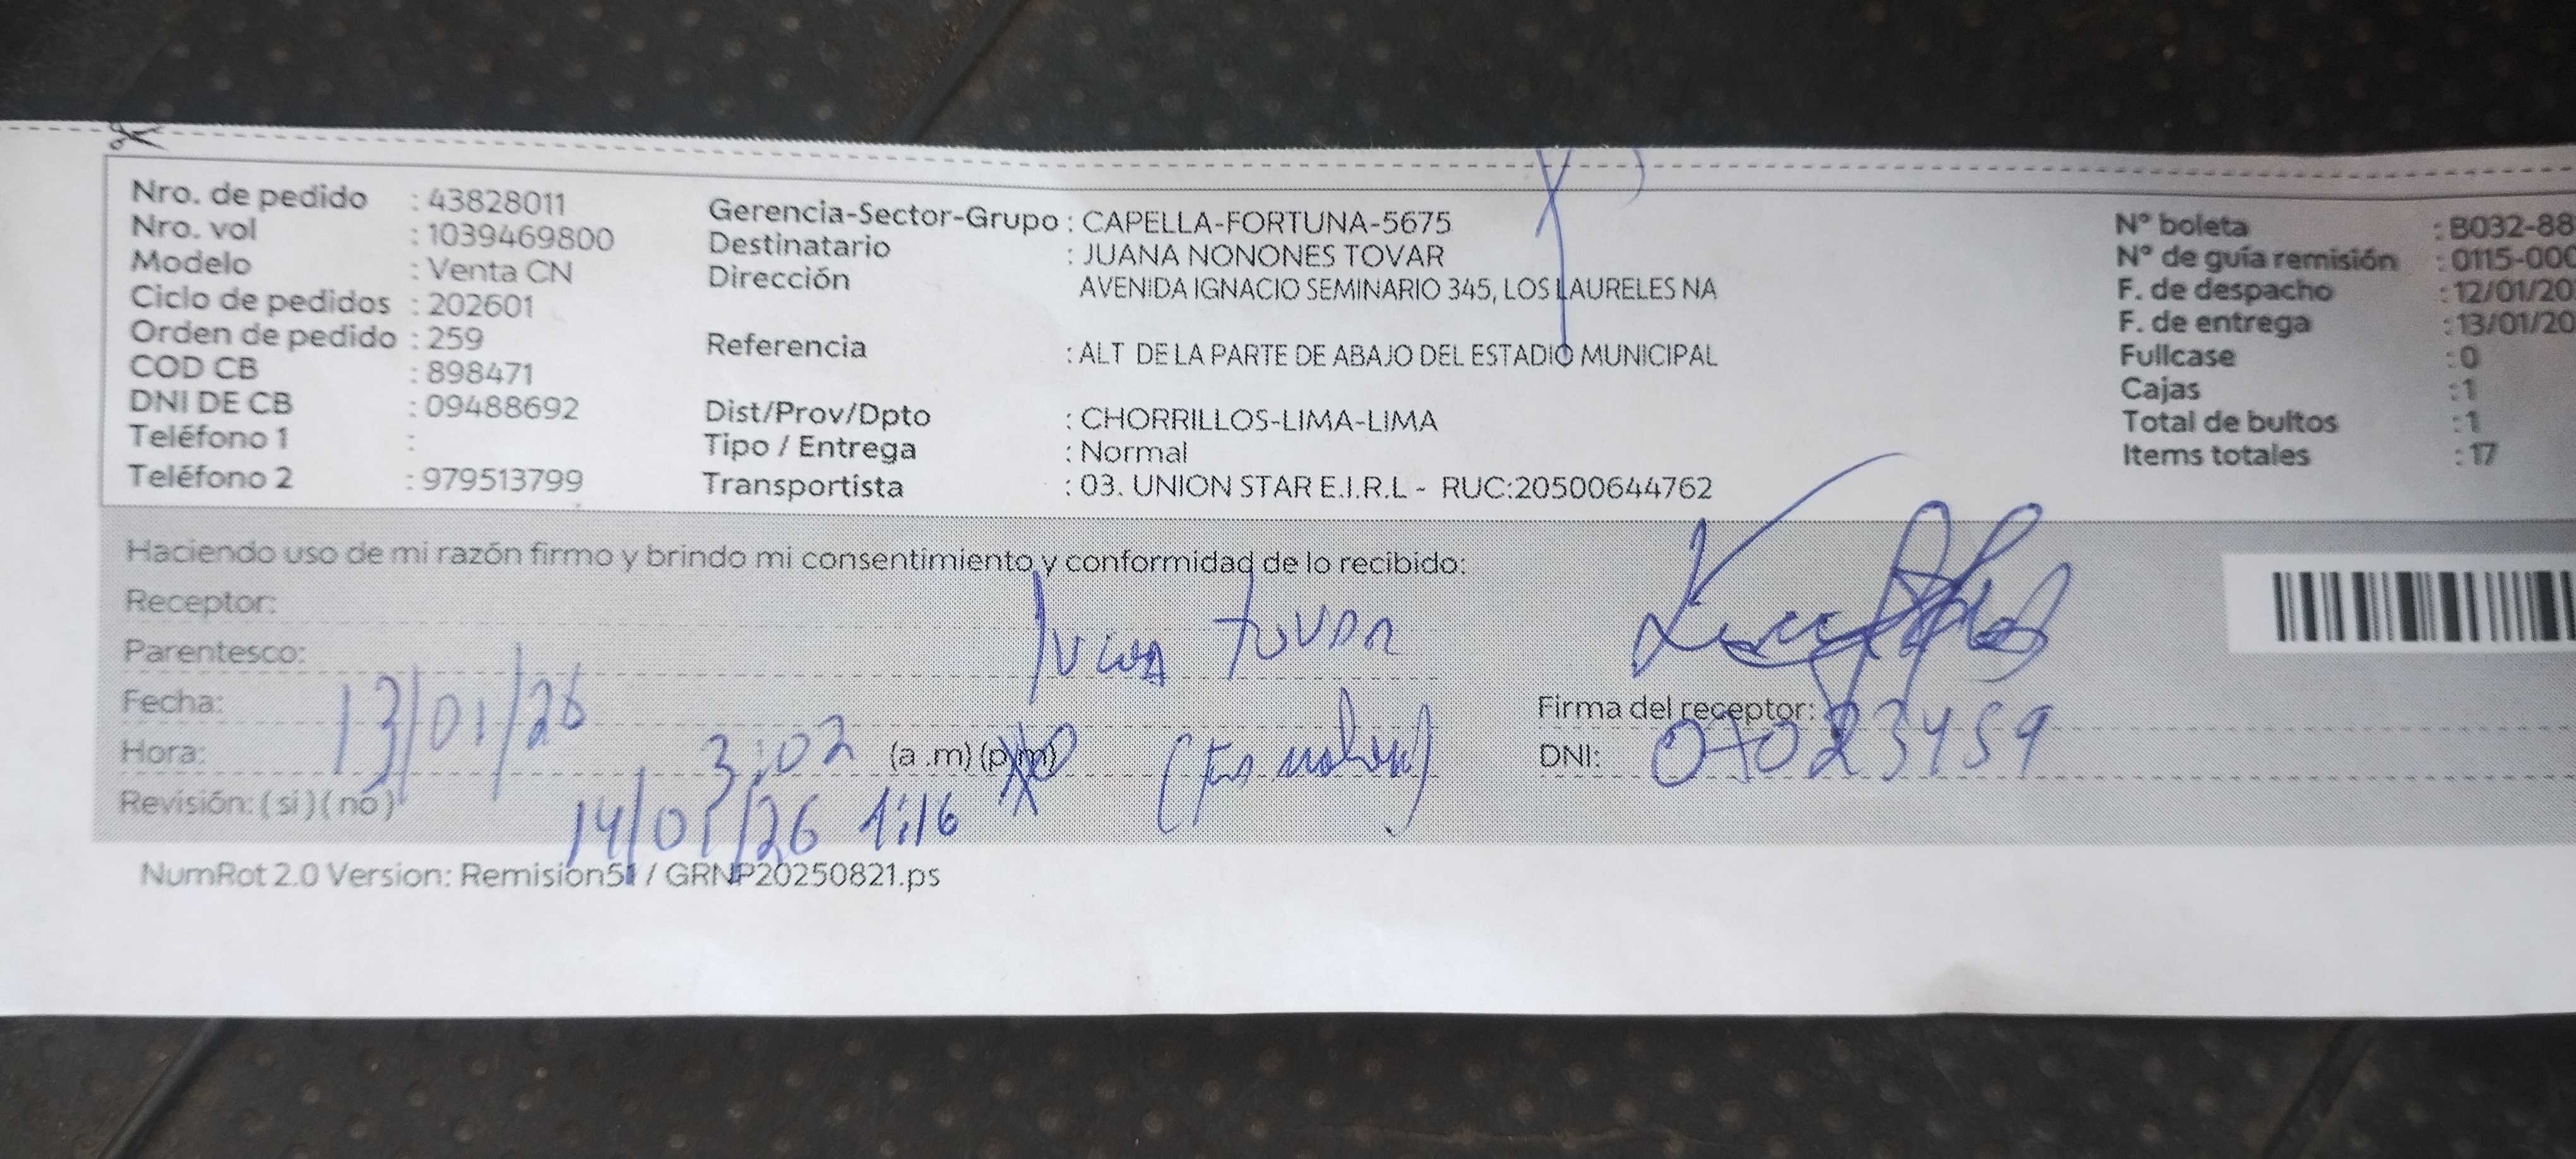 Nro. de pedido : 43828011
Nro. vol : 1039469800
Modelo : Venta CN
Ciclo de pedidos : 202601
Orden de pedido : 259
COD CB : 898471
DNI DE CB : 09488692
Teléfono 1 :
Teléfono 2 : 979513799
Gerencia-Sector-Grupo : CAPELLA-FORTUNA-5675
Destinatario : JUANA NONONES TOVAR
Dirección AVENIDA IGNACIO SEMINARIO 345, LOS LAURELES NA
Referencia : ALT DE LA PARTE DE ABAJO DEL ESTADIO MUNICIPAL
Dist/Prov/Dpto : CHORRILLOS-LIMA-LIMA
Tipo / Entrega : Normal
Transportista : 03. UNION STAR E.I.R.L - RUC:20500644762
N° boleta : B032-88
N° de guía remisión : 0115-000
F. de despacho : 12/01/20
F. de entrega : 13/01/20
Fullcase : 0
Cajas : 1
Total de bultos : 1
Items totales : 17
Haciendo uso de mi razón firmo y brindo mi consentimiento y conformidad de lo recibido:
Receptor:
Parentesco: Tovar
Fecha: 13/01/26
Hora: 3:02 (a .m) (p.m)
Revisión: ( si ) ( no ) 14/01/26 1:16
Firma del receptor:
DNI: 07023459
NumRot 2.0 Version: Remision51 / GRNP20250821.ps